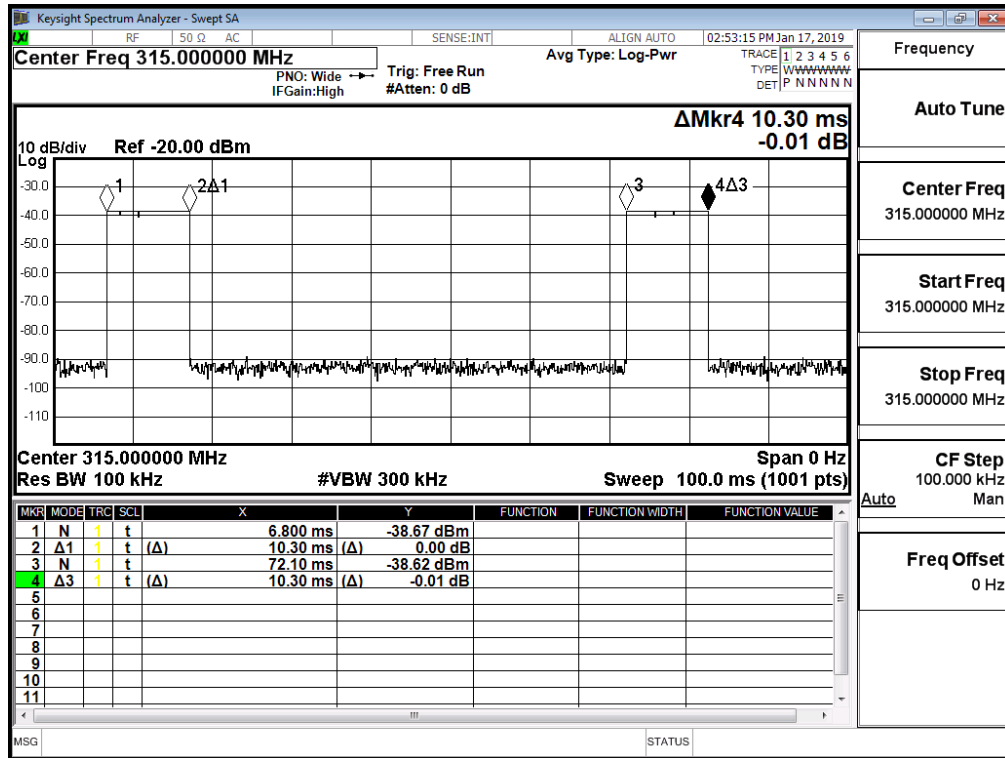 Keysight Spectrum Analyzer - Swept SA
LXI RF 50 Ω AC SENSE:INT ALIGN AUTO 02:53:15 PM Jan 17, 2019
Center Freq 315.000000 MHz
PNO: Wide
IFGain:High
Trig: Free Run
#Atten: 0 dB
Avg Type: Log-Pwr
TRACE 1 2 3 4 5 6
TYPE WWWWWW
DET P N N N N N
ΔMkr4 10.30 ms
-0.01 dB
10 dB/div Ref -20.00 dBm
Log
1 2Δ1 3 4Δ3
-30.0
-40.0
-50.0
-60.0
-70.0
-80.0
-90.0
-100
-110
Center 315.000000 MHz Span 0 Hz
Res BW 100 kHz #VBW 300 kHz Sweep 100.0 ms (1001 pts)
MKR MODE TRC SCL X Y FUNCTION FUNCTION WIDTH FUNCTION VALUE
1 N 1 t 6.800 ms -38.67 dBm
2 Δ1 1 t (Δ) 10.30 ms (Δ) 0.00 dB
3 N 1 t 72.10 ms -38.62 dBm
4 Δ3 1 t (Δ) 10.30 ms (Δ) -0.01 dB
5
6
7
8
9
10
11
MSG STATUS
Frequency
Auto Tune
Center Freq
315.000000 MHz
Start Freq
315.000000 MHz
Stop Freq
315.000000 MHz
CF Step
100.000 kHz
Auto Man
Freq Offset
0 Hz